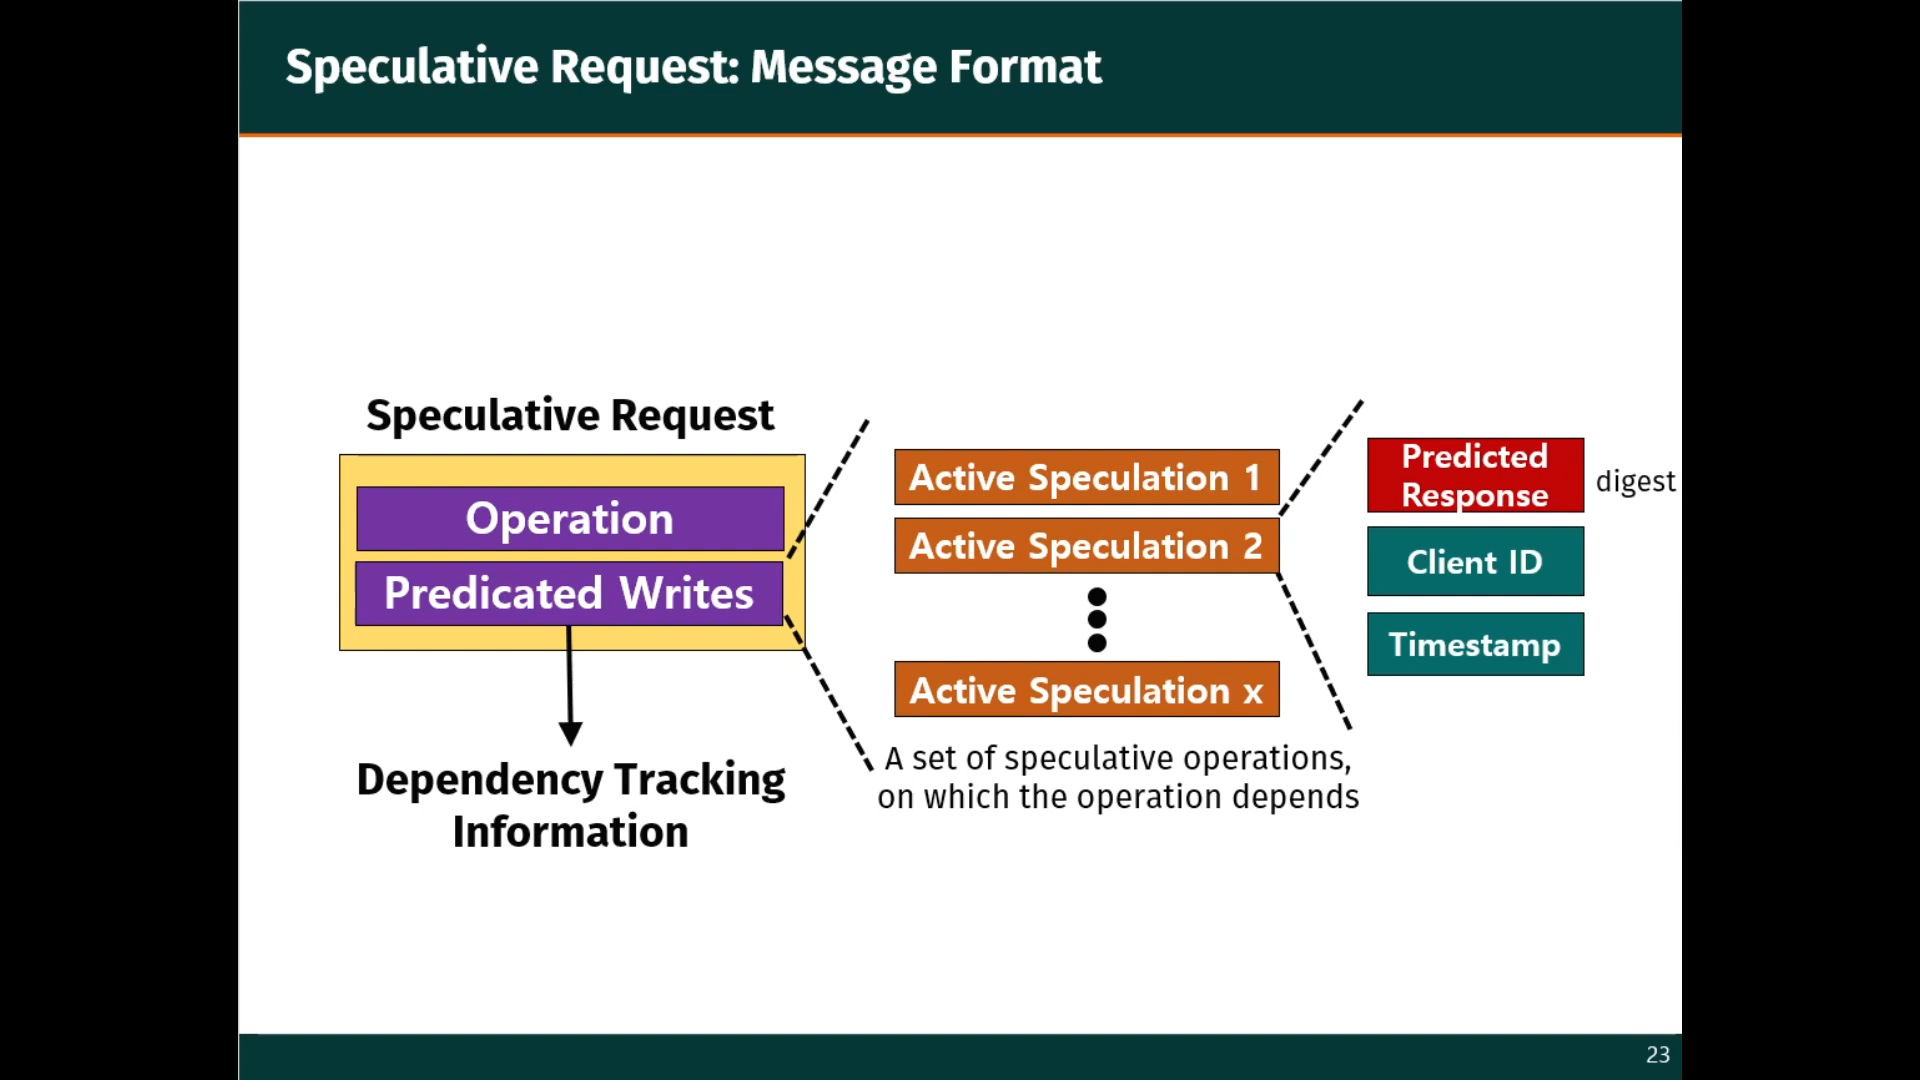 Speculative Request: Message Format
Speculative Request
Operation
Predicated Writes
Dependency Tracking
Information
Active Speculation 1
Active Speculation 2
Active Speculation x
A set of speculative operations,
on which the operation depends
Predicted
Response
digest
Client ID
Timestamp
23